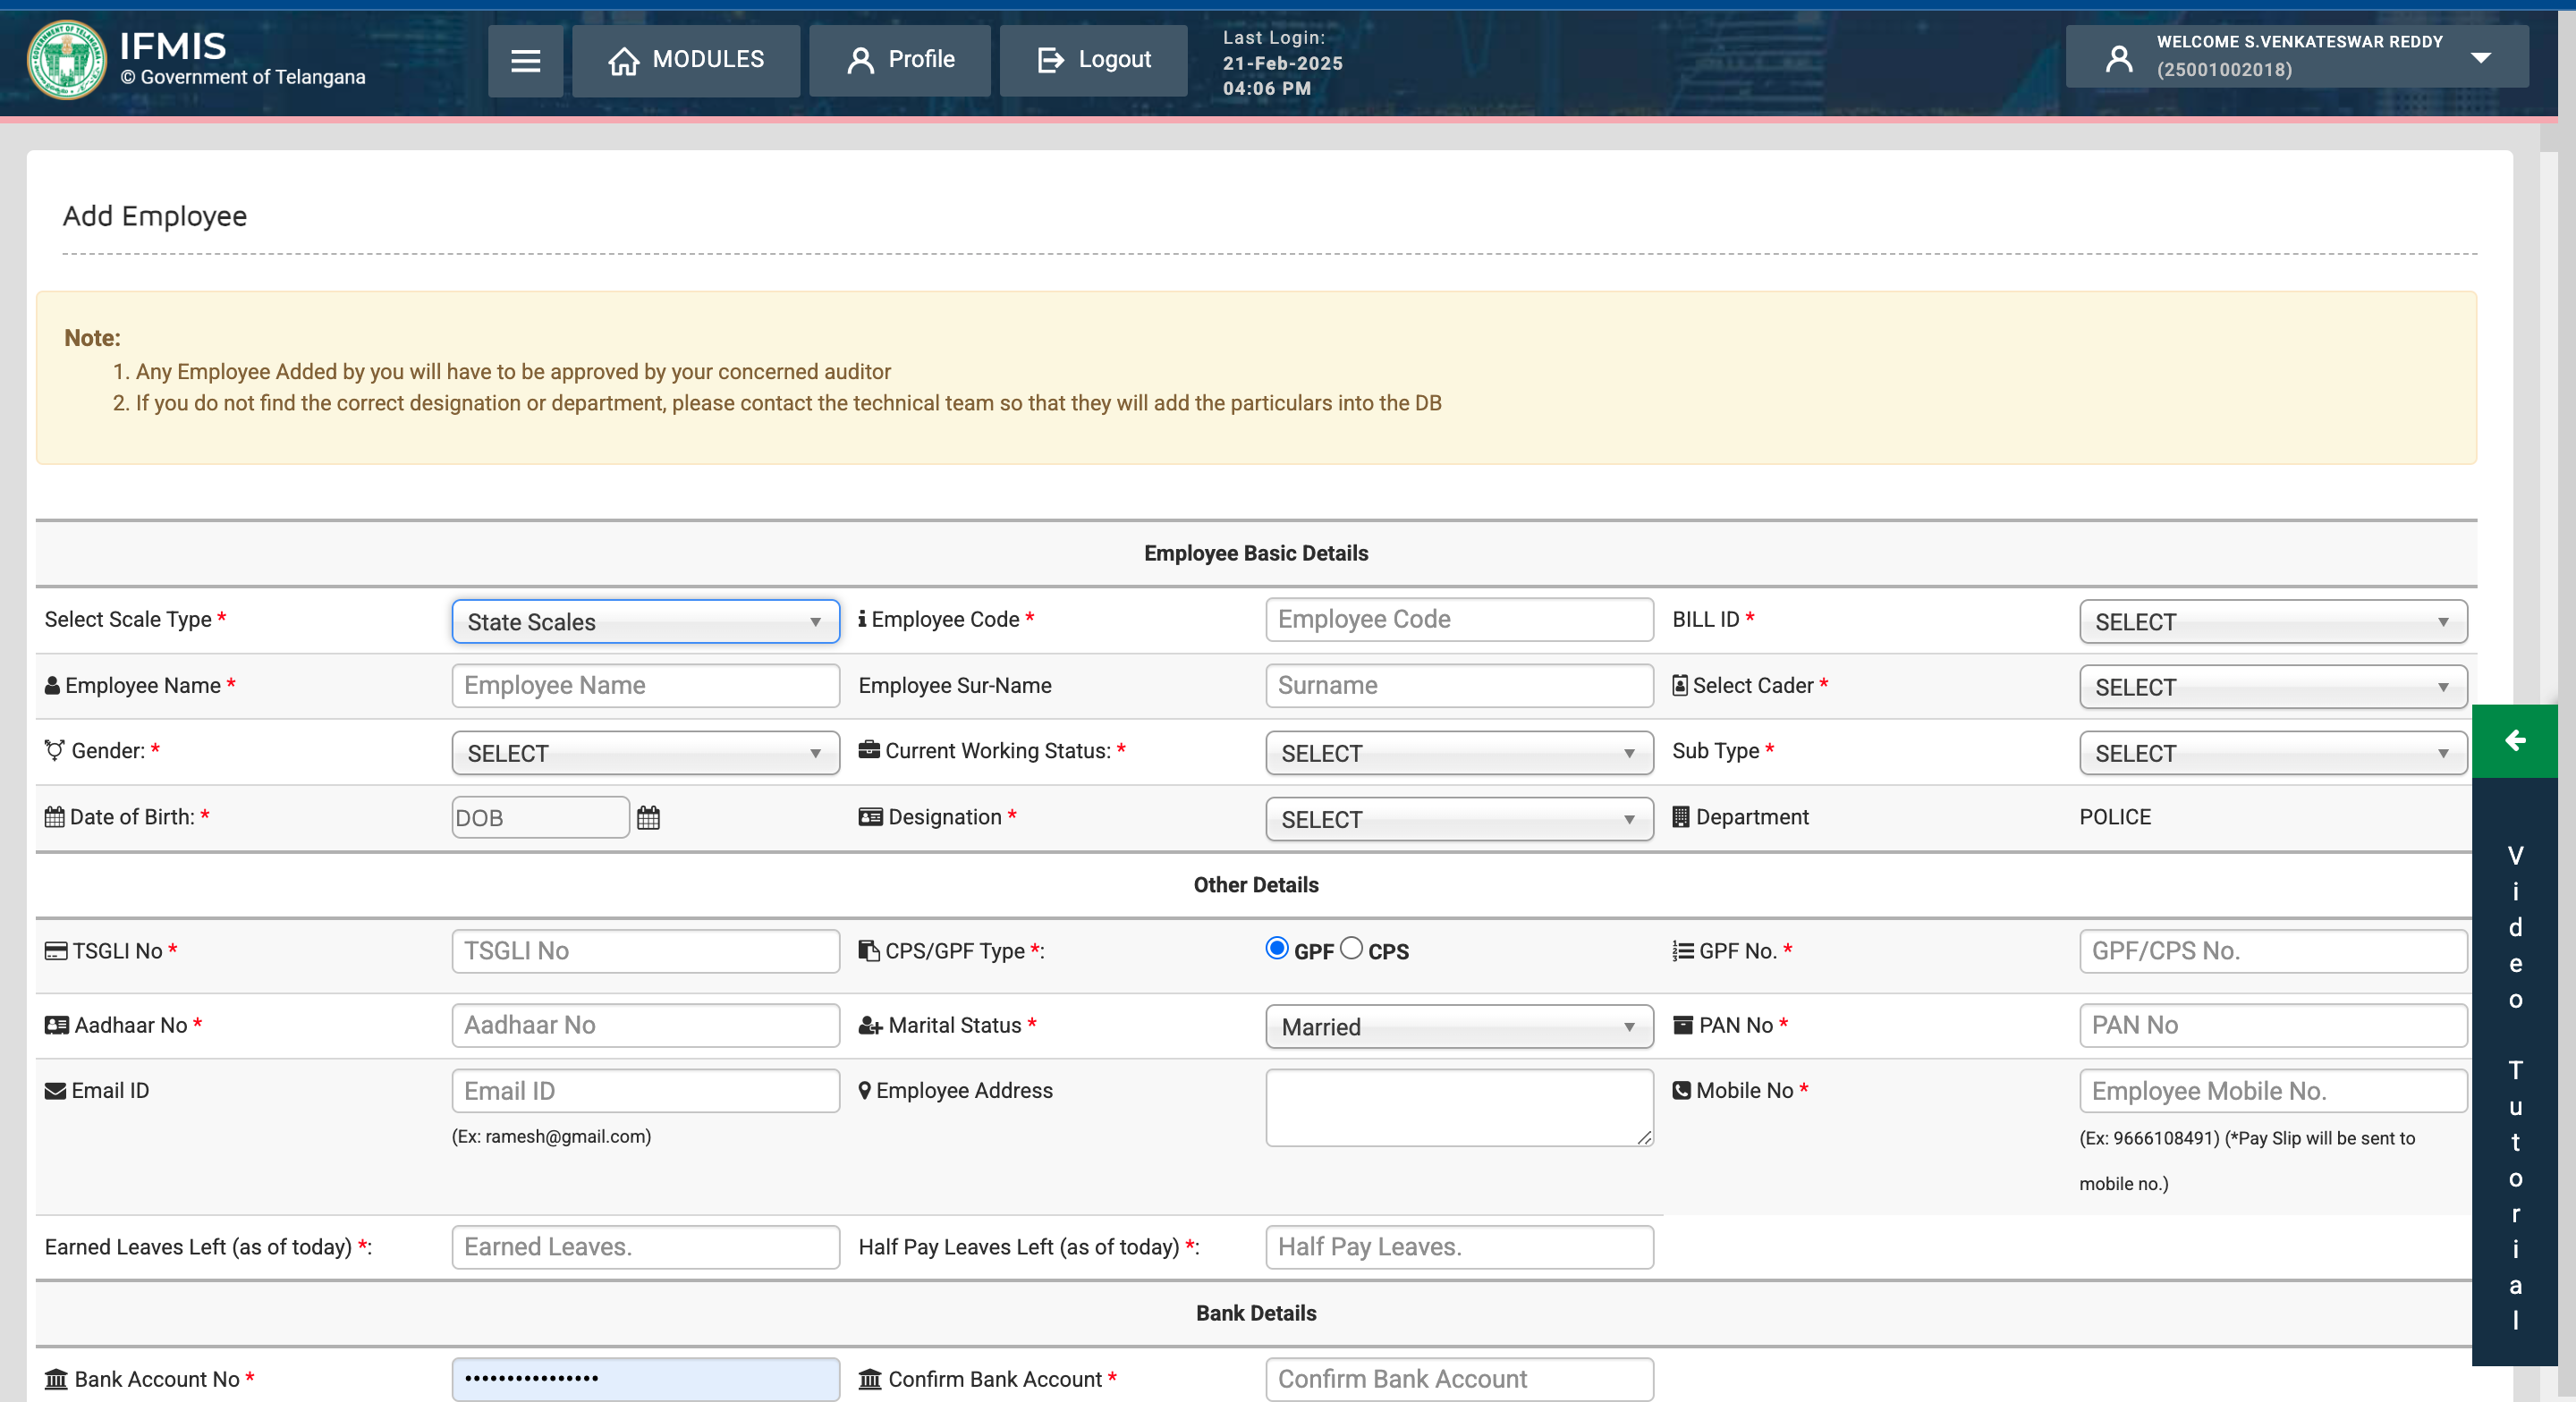 IFMIS
© Government of Telangana
MODULES
Profile
Logout
Last Login:
21-Feb-2025
04:06 PM
WELCOME S.VENKATESWAR REDDY
(25001002018)
Add Employee
Note:
1. Any Employee Added by you will have to be approved by your concerned auditor
2. If you do not find the correct designation or department, please contact the technical team so that they will add the particulars into the DB
Employee Basic Details
Select Scale Type * State Scales Employee Code * Employee Code BILL ID * SELECT
Employee Name * Employee Name Employee Sur-Name Surname Select Cader * SELECT
Gender: * SELECT Current Working Status: * SELECT Sub Type * SELECT
Date of Birth: * DOB Designation * SELECT Department POLICE
Other Details
TSGLI No * TSGLI No CPS/GPF Type *: GPF CPS GPF No. * GPF/CPS No.
Aadhaar No * Aadhaar No Marital Status * Married PAN No * PAN No
Email ID Email ID Employee Address Mobile No * Employee Mobile No.
(Ex: ramesh@gmail.com) (Ex: 9666108491) (*Pay Slip will be sent to
mobile no.)
Earned Leaves Left (as of today) *: Earned Leaves. Half Pay Leaves Left (as of today) *: Half Pay Leaves.
Bank Details
Bank Account No * •••••••••••••••• Confirm Bank Account * Confirm Bank Account
Video Tutorial